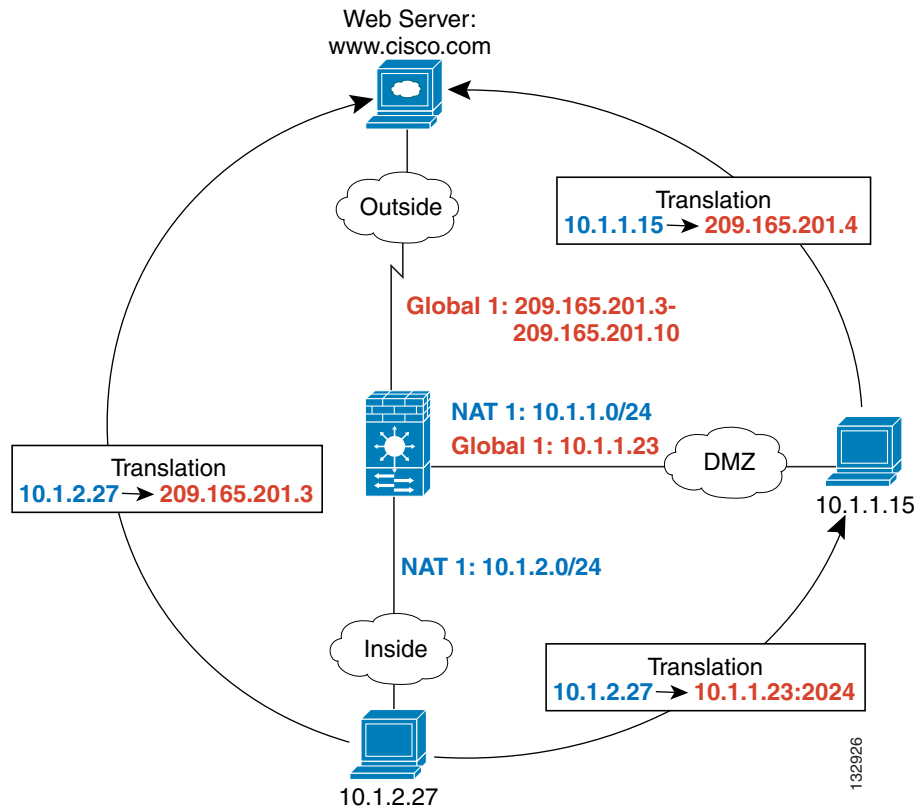 Web Server:
www.cisco.com
Outside
Translation
10.1.1.15 209.165.201.4
Global 1: 209.165.201.3-
209.165.201.10
NAT 1: 10.1.1.0/24
Global 1: 10.1.1.23
DMZ
10.1.1.15
Translation
10.1.2.27 209.165.201.3
NAT 1: 10.1.2.0/24
Inside
Translation
10.1.2.27 10.1.1.23:2024
10.1.2.27
132926